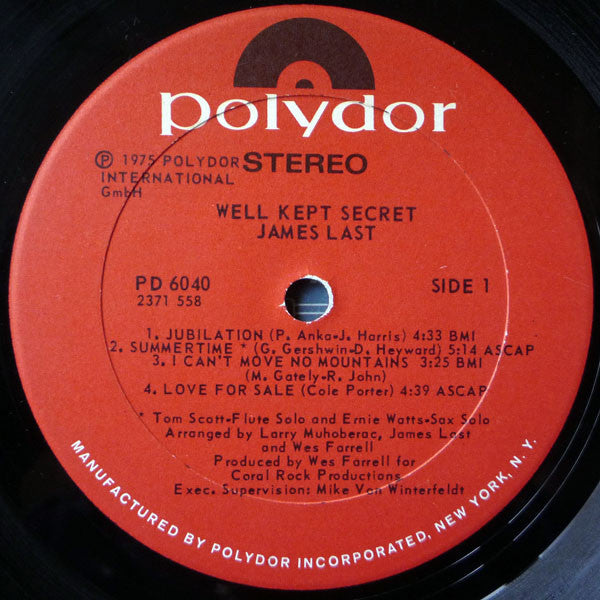 polydor
℗ 1975 POLYDOR STEREO
INTERNATIONAL
GmbH
WELL KEPT SECRET
JAMES LAST
PD 6040 SIDE 1
2371 558
1. JUBILATION (P. Anka-J. Harris) 4:33 BMI
2. SUMMERTIME * (G. Gershwin-D. Heyward) 5:14 ASCAP
3. I CAN'T MOVE NO MOUNTAINS 3:25 BMI
(M. Gately-R. John)
4. LOVE FOR SALE (Cole Porter) 4:39 ASCAP
* Tom Scott-Flute Solo and Ernie Watts-Sax Solo
Arranged by Larry Muhoberac, James Last
and Wes Farrell
Produced by Wes Farrell for
Coral Rock Productions
Exec. Supervision: Mike Von Winterfeldt
MANUFACTURED BY POLYDOR INCORPORATED, NEW YORK, N. Y.